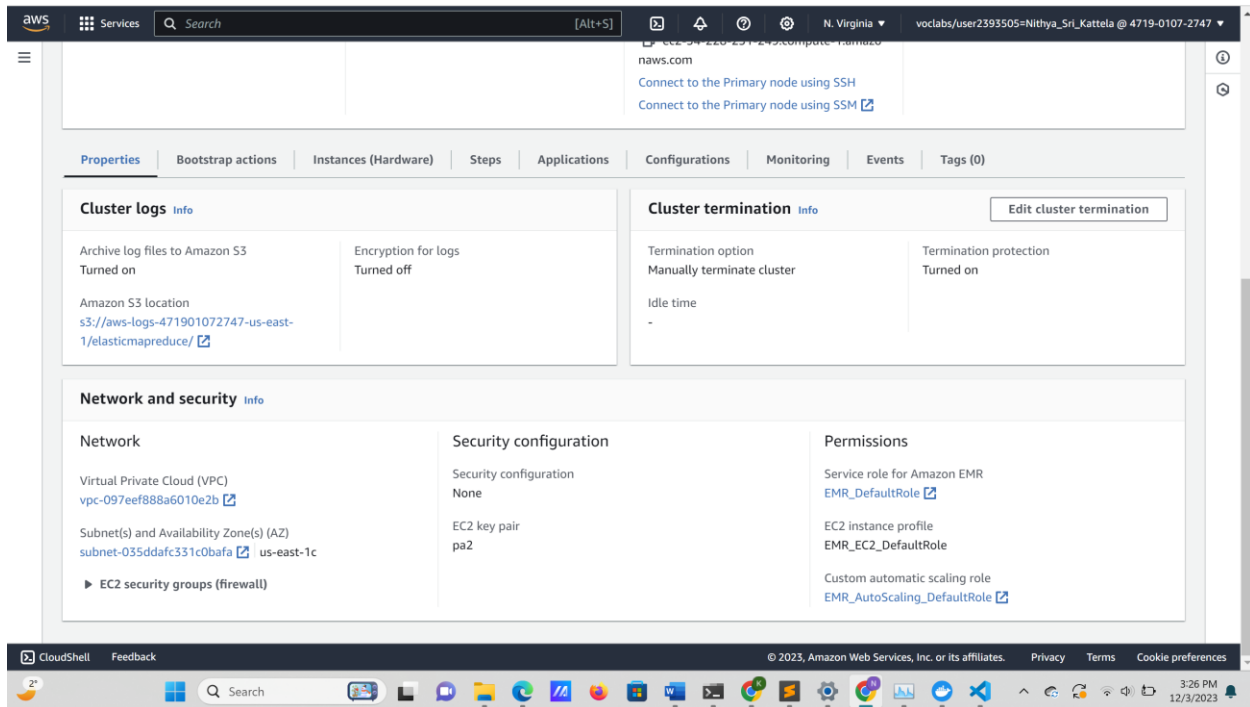 aws Services Search [Alt+S] N. Virginia voclabs/user2393505=Nithya_Sri_Kattela @ 4719-0107-2747
naws.com
Connect to the Primary node using SSH
Connect to the Primary node using SSM
Properties Bootstrap actions Instances (Hardware) Steps Applications Configurations Monitoring Events Tags (0)
Cluster logs Info
Archive log files to Amazon S3
Turned on
Encryption for logs
Turned off
Amazon S3 location
s3://aws-logs-471901072747-us-east-
1/elasticmapreduce/
Cluster termination Info
Edit cluster termination
Termination option
Manually terminate cluster
Termination protection
Turned on
Idle time
-
Network and security Info
Network
Virtual Private Cloud (VPC)
vpc-097eef888a6010e2b
Subnet(s) and Availability Zone(s) (AZ)
subnet-035ddafc331c0bafa us-east-1c
EC2 security groups (firewall)
Security configuration
Security configuration
None
EC2 key pair
pa2
Permissions
Service role for Amazon EMR
EMR_DefaultRole
EC2 instance profile
EMR_EC2_DefaultRole
Custom automatic scaling role
EMR_AutoScaling_DefaultRole
CloudShell Feedback © 2023, Amazon Web Services, Inc. or its affiliates. Privacy Terms Cookie preferences
2°
Search
3:26 PM
12/3/2023